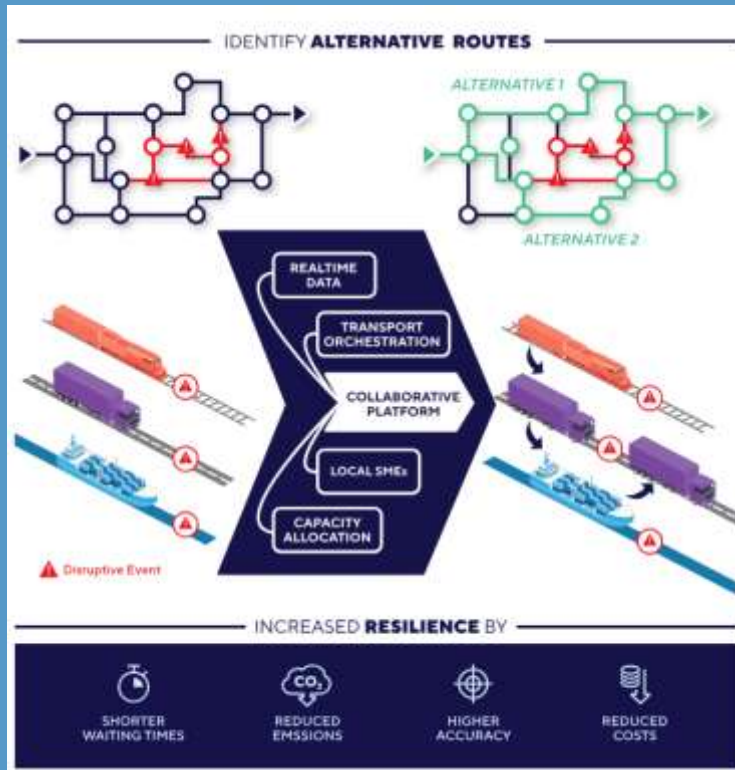 IDENTIFY ALTERNATIVE ROUTES
ALTERNATIVE 1
ALTERNATIVE 2
REALTIME
DATA
TRANSPORT
ORCHESTRATION
COLLABORATIVE
PLATFORM
LOCAL SMEs
CAPACITY
ALLOCATION
Disruptive Event
INCREASED RESILIENCE BY
SHORTER
WAITING TIMES
CO₂
REDUCED
EMSSIONS
HIGHER
ACCURACY
REDUCED
COSTS